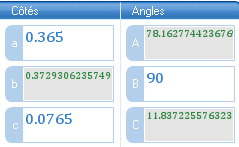 Côtés Angles
a 0.365 A 78.162774423676
b 0.3729306235749 B 90
c 0.0765 C 11.837225576323